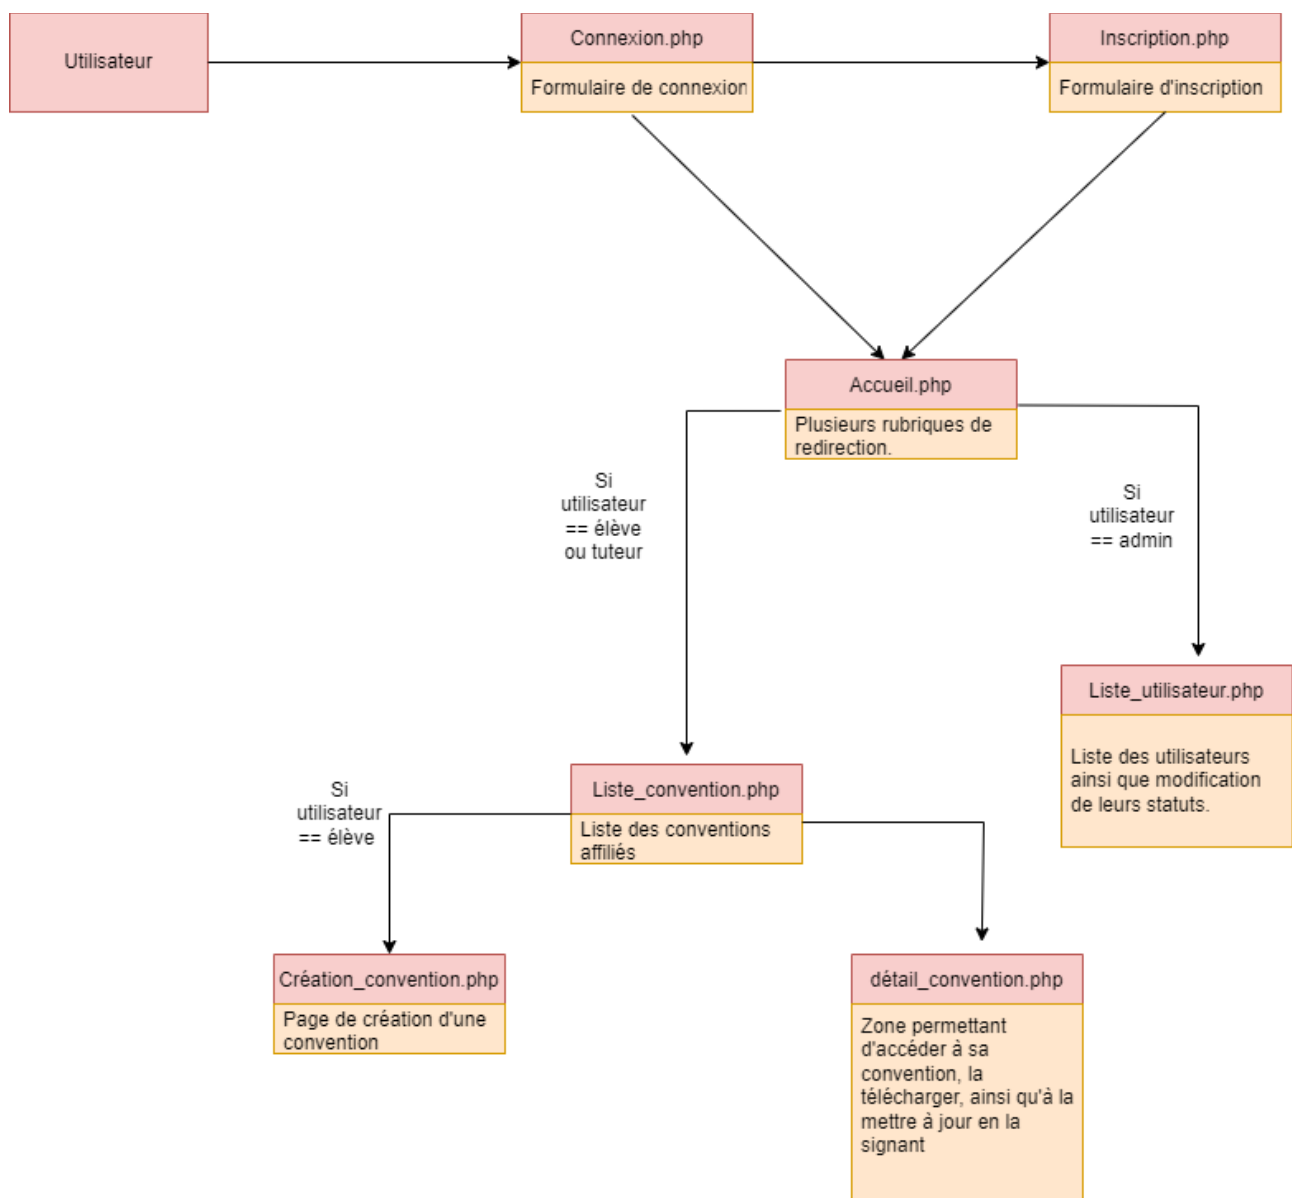 Utilisateur
Connexion.php
Formulaire de connexion
Inscription.php
Formulaire d'inscription
Accueil.php
Plusieurs rubriques de
redirection.
Si
utilisateur
== élève
ou tuteur
Si
utilisateur
== admin
Liste_utilisateur.php
Liste des utilisateurs
ainsi que modification
de leurs statuts.
Liste_convention.php
Liste des conventions
affiliés
Si
utilisateur
== élève
Création_convention.php
Page de création d'une
convention
détail_convention.php
Zone permettant
d'accéder à sa
convention, la
télécharger, ainsi qu'à la
mettre à jour en la
signant